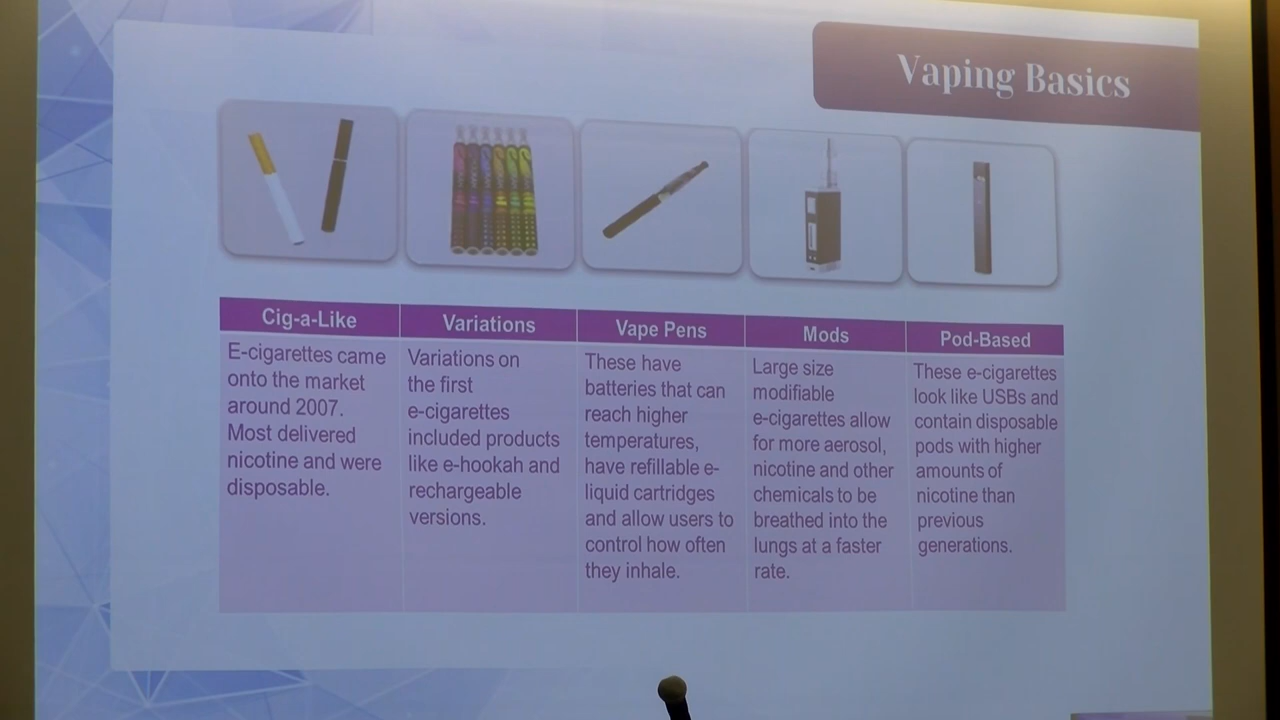 Vaping Basics
Cig-a-Like
E-cigarettes came
onto the market
around 2007.
Most delivered
nicotine and were
disposable.
Variations
Variations on
the first
e-cigarettes
included products
like e-hookah and
rechargeable
versions.
Vape Pens
These have
batteries that can
reach higher
temperatures,
have refillable e-
liquid cartridges
and allow users to
control how often
they inhale.
Mods
Large size
modifiable
e-cigarettes allow
for more aerosol,
nicotine and other
chemicals to be
breathed into the
lungs at a faster
rate.
Pod-Based
These e-cigarettes
look like USBs and
contain disposable
pods with higher
amounts of
nicotine than
previous
generations.